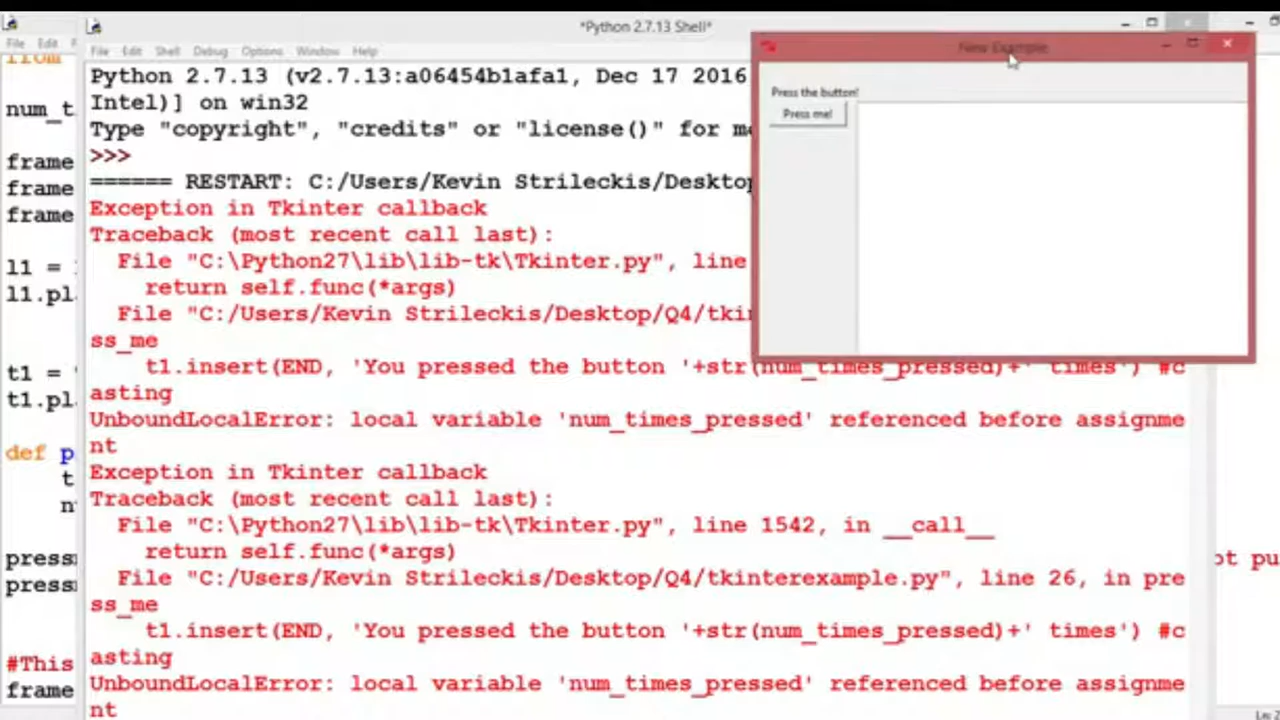 *Python 2.7.13 Shell*
File Edit
File Edit Shell Debug Options Window Help
New Example
Press the button!
Press me!
Python 2.7.13 (v2.7.13:a06454b1afa1, Dec 17 2016
Intel)] on win32
Type "copyright", "credits" or "license()" for
>>>
====== RESTART: C:/Users/Kevin Strileckis/Desktop
Exception in Tkinter callback
Traceback (most recent call last):
File "C:\Python27\lib\lib-tk\Tkinter.py", line
return self.func(*args)
File "C:/Users/Kevin Strileckis/Desktop/Q4/tki
ss_me
t1.insert(END, 'You pressed the button '+str(num_times_pressed)+' times') #c
asting
UnboundLocalError: local variable 'num_times_pressed' referenced before assignme
nt
Exception in Tkinter callback
Traceback (most recent call last):
File "C:\Python27\lib\lib-tk\Tkinter.py", line 1542, in __call__
return self.func(*args)
File "C:/Users/Kevin Strileckis/Desktop/Q4/tkinterexample.py", line 26, in pre
ss_me
t1.insert(END, 'You pressed the button '+str(num_times_pressed)+' times') #c
asting
UnboundLocalError: local variable 'num_times_pressed' referenced before assignme
nt
from
num_t
frame
frame
frame
l1 =
l1.pl
t1 =
t1.pl
def p
t
press
press
#This
frame
ot pu